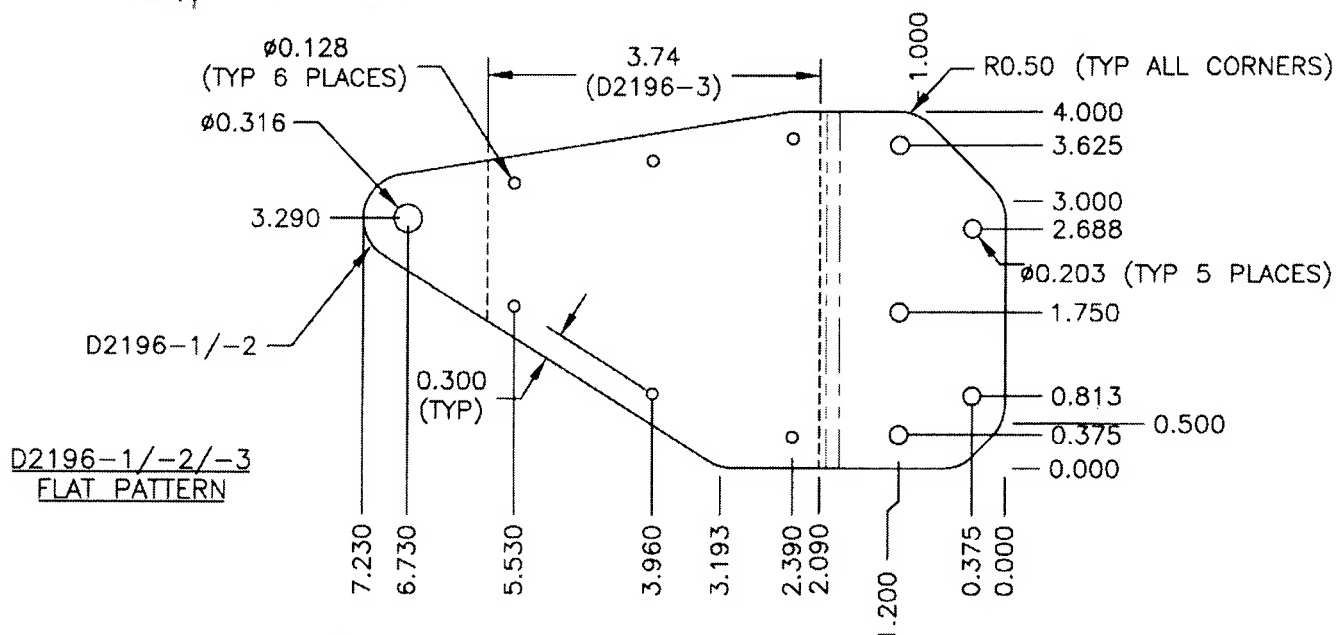 ø0.128
(TYP 6 PLACES)
3.74
(D2196-3)
1.000
R0.50 (TYP ALL CORNERS)
ø0.316
4.000
3.625
3.290
3.000
2.688
ø0.203 (TYP 5 PLACES)
1.750
D2196-1/-2
0.300
(TYP)
0.813
0.500
0.375
0.000
D2196-1/-2/-3
FLAT PATTERN
7.230
6.730
5.530
3.960
3.193
2.390
2.090
1.200
0.375
0.000